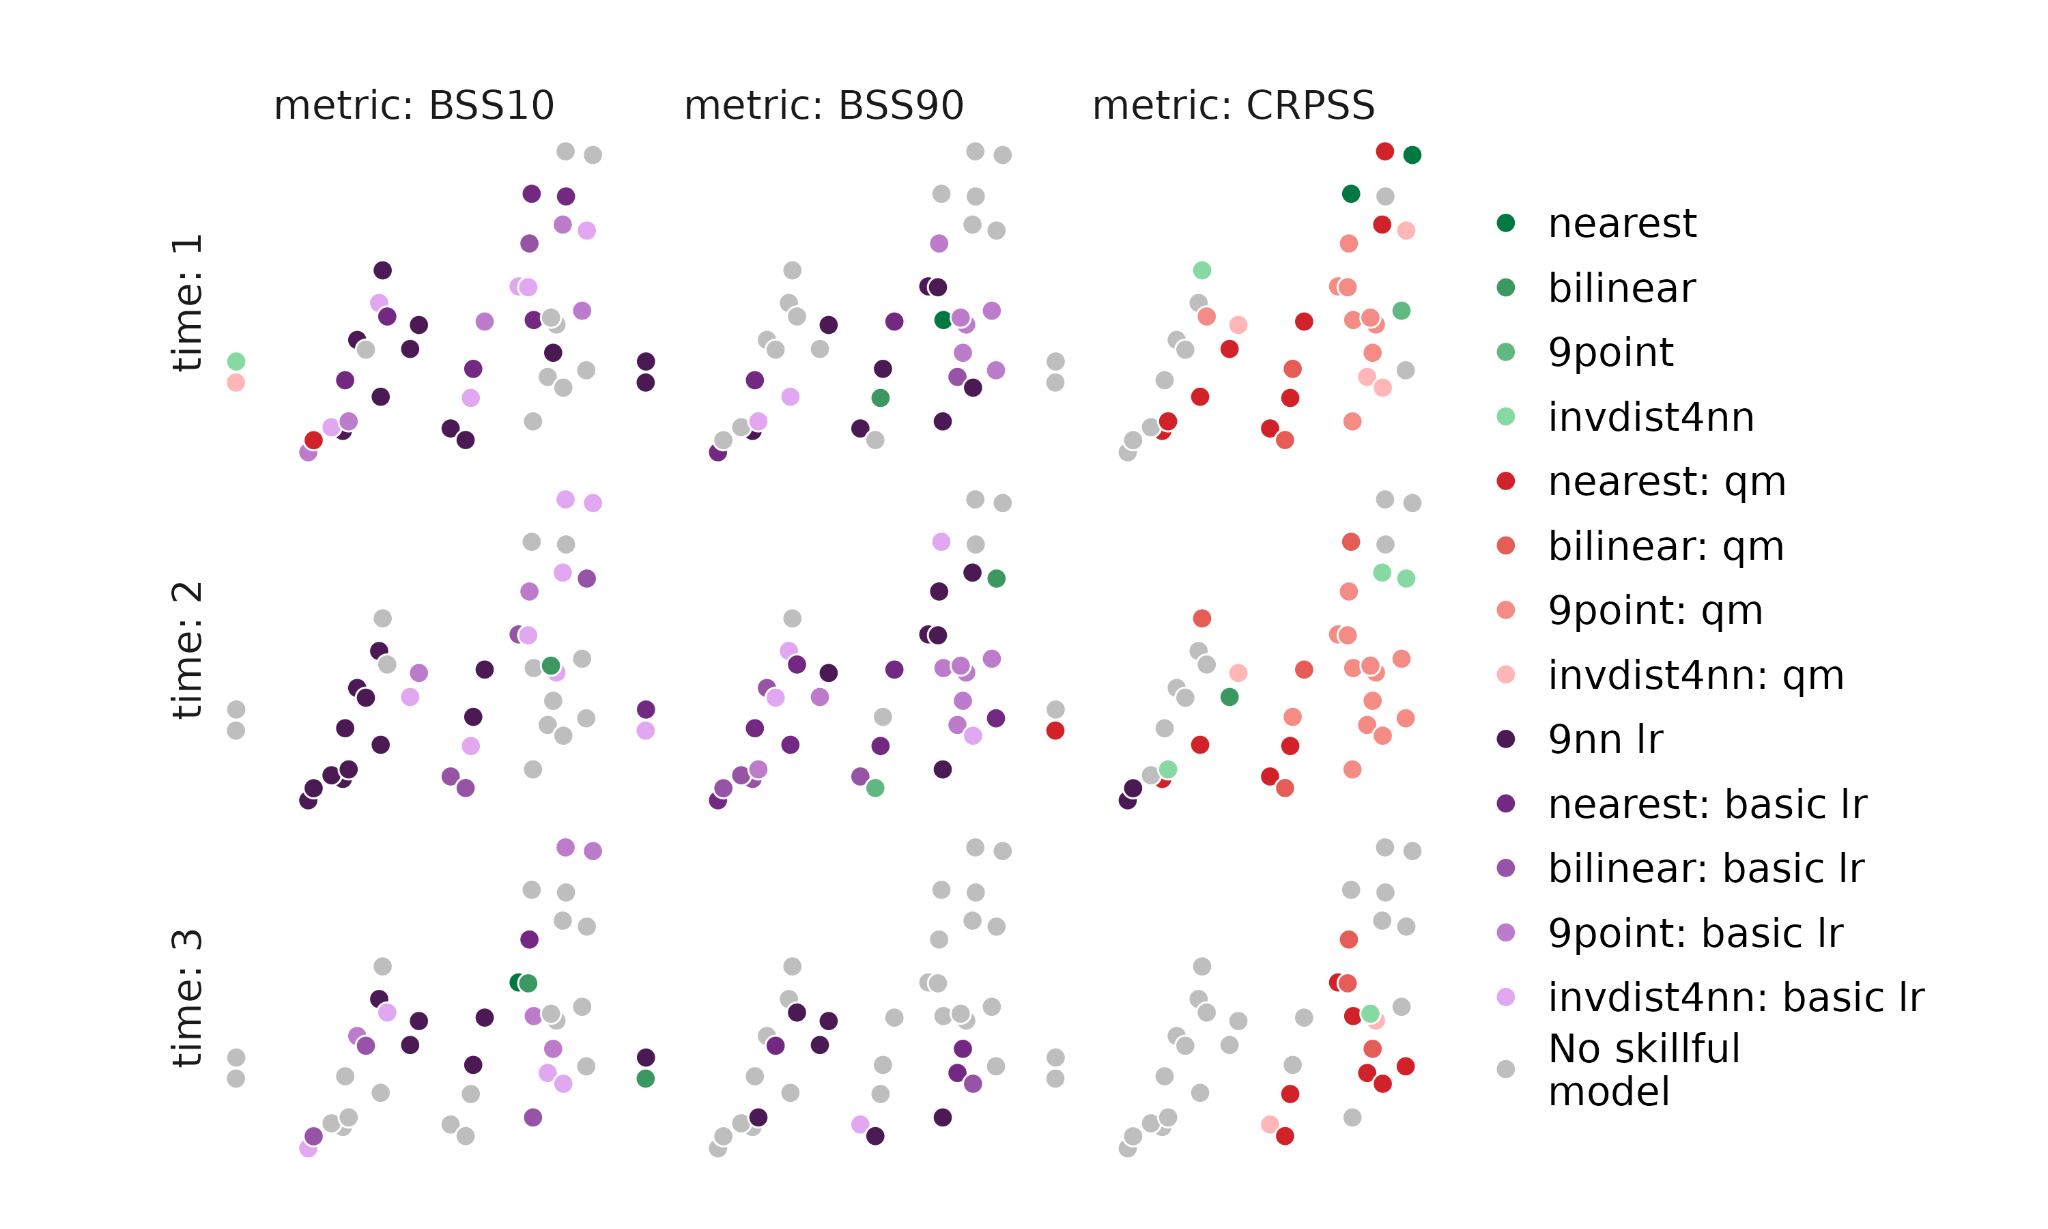 metric: BSS10
metric: BSS90
metric: CRPSS
time: 1
time: 2
time: 3
nearest
bilinear
9point
invdist4nn
nearest: qm
bilinear: qm
9point: qm
invdist4nn: qm
9nn lr
nearest: basic lr
bilinear: basic lr
9point: basic lr
invdist4nn: basic lr
No skillful
model